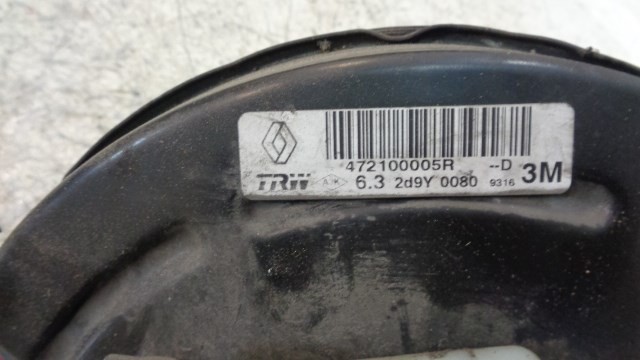 472100005R --D
TRW 6.3 2d9Y 0080 9316 3M